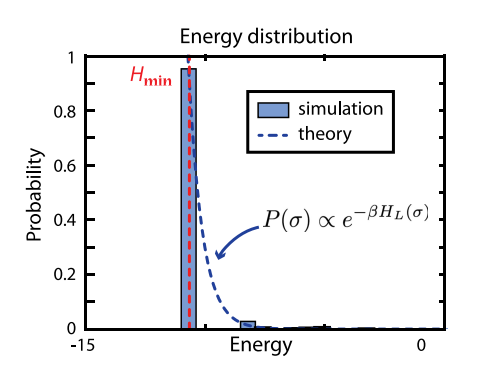 Energy distribution
1
H_min
0.8
simulation
theory
0.6
Probability
0.4
P(σ) ∝ e^{-βH_L(σ)}
0.2
0
-15
Energy
0